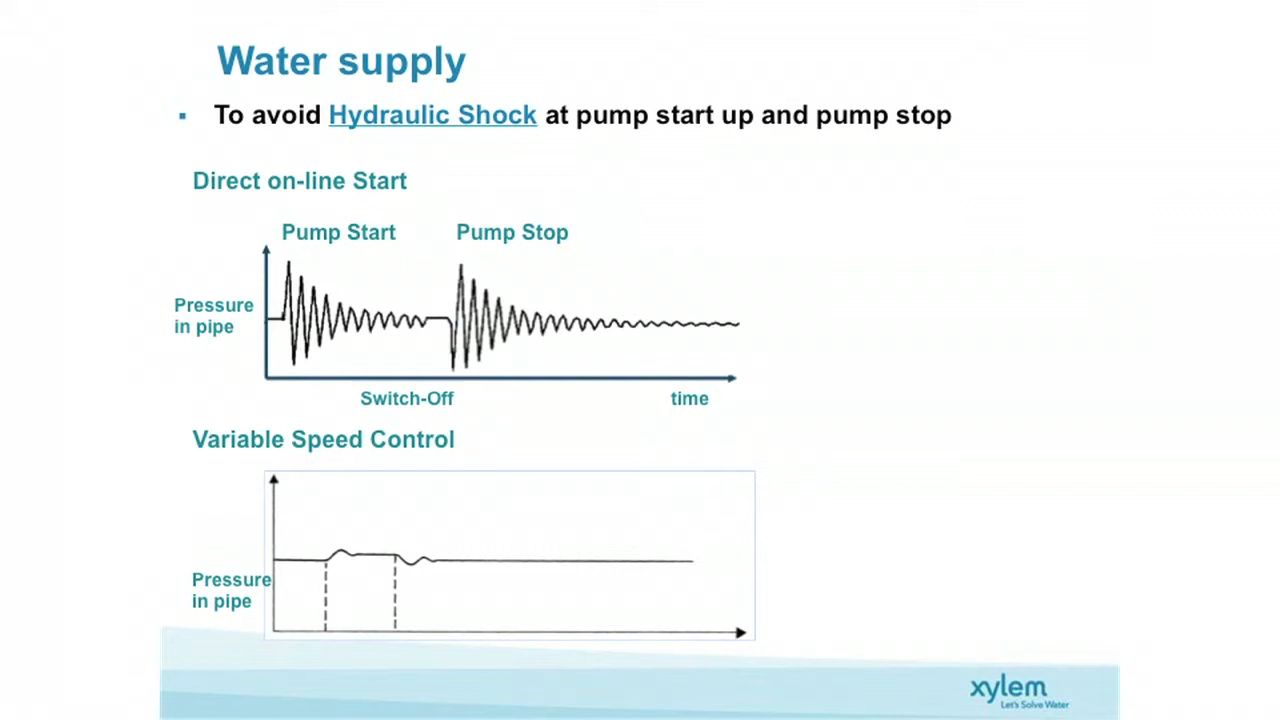 Water supply
▪ To avoid Hydraulic Shock at pump start up and pump stop
Direct on-line Start
Pump Start Pump Stop
Pressure
in pipe
Switch-Off time
Variable Speed Control
Pressure
in pipe
xylem
Let's Solve Water